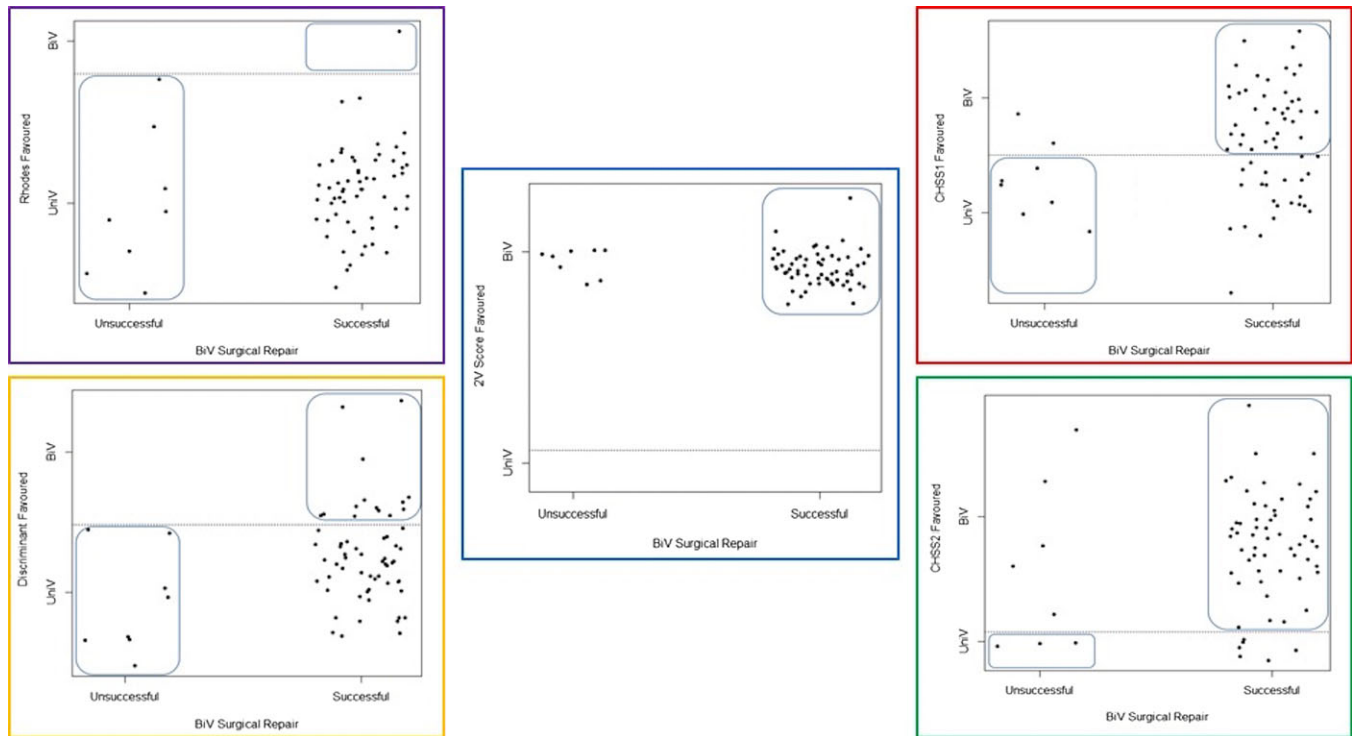 BiV
UniV
Rhodes Favoured
Unsuccessful
Successful
BiV Surgical Repair
BiV
UniV
Discriminant Favoured
Unsuccessful
Successful
BiV Surgical Repair
BiV
UniV
2V Score Favoured
Unsuccessful
Successful
BiV Surgical Repair
BiV
UniV
CHSS1 Favoured
Unsuccessful
Successful
BiV Surgical Repair
BiV
UniV
CHSS2 Favoured
Unsuccessful
Successful
BiV Surgical Repair